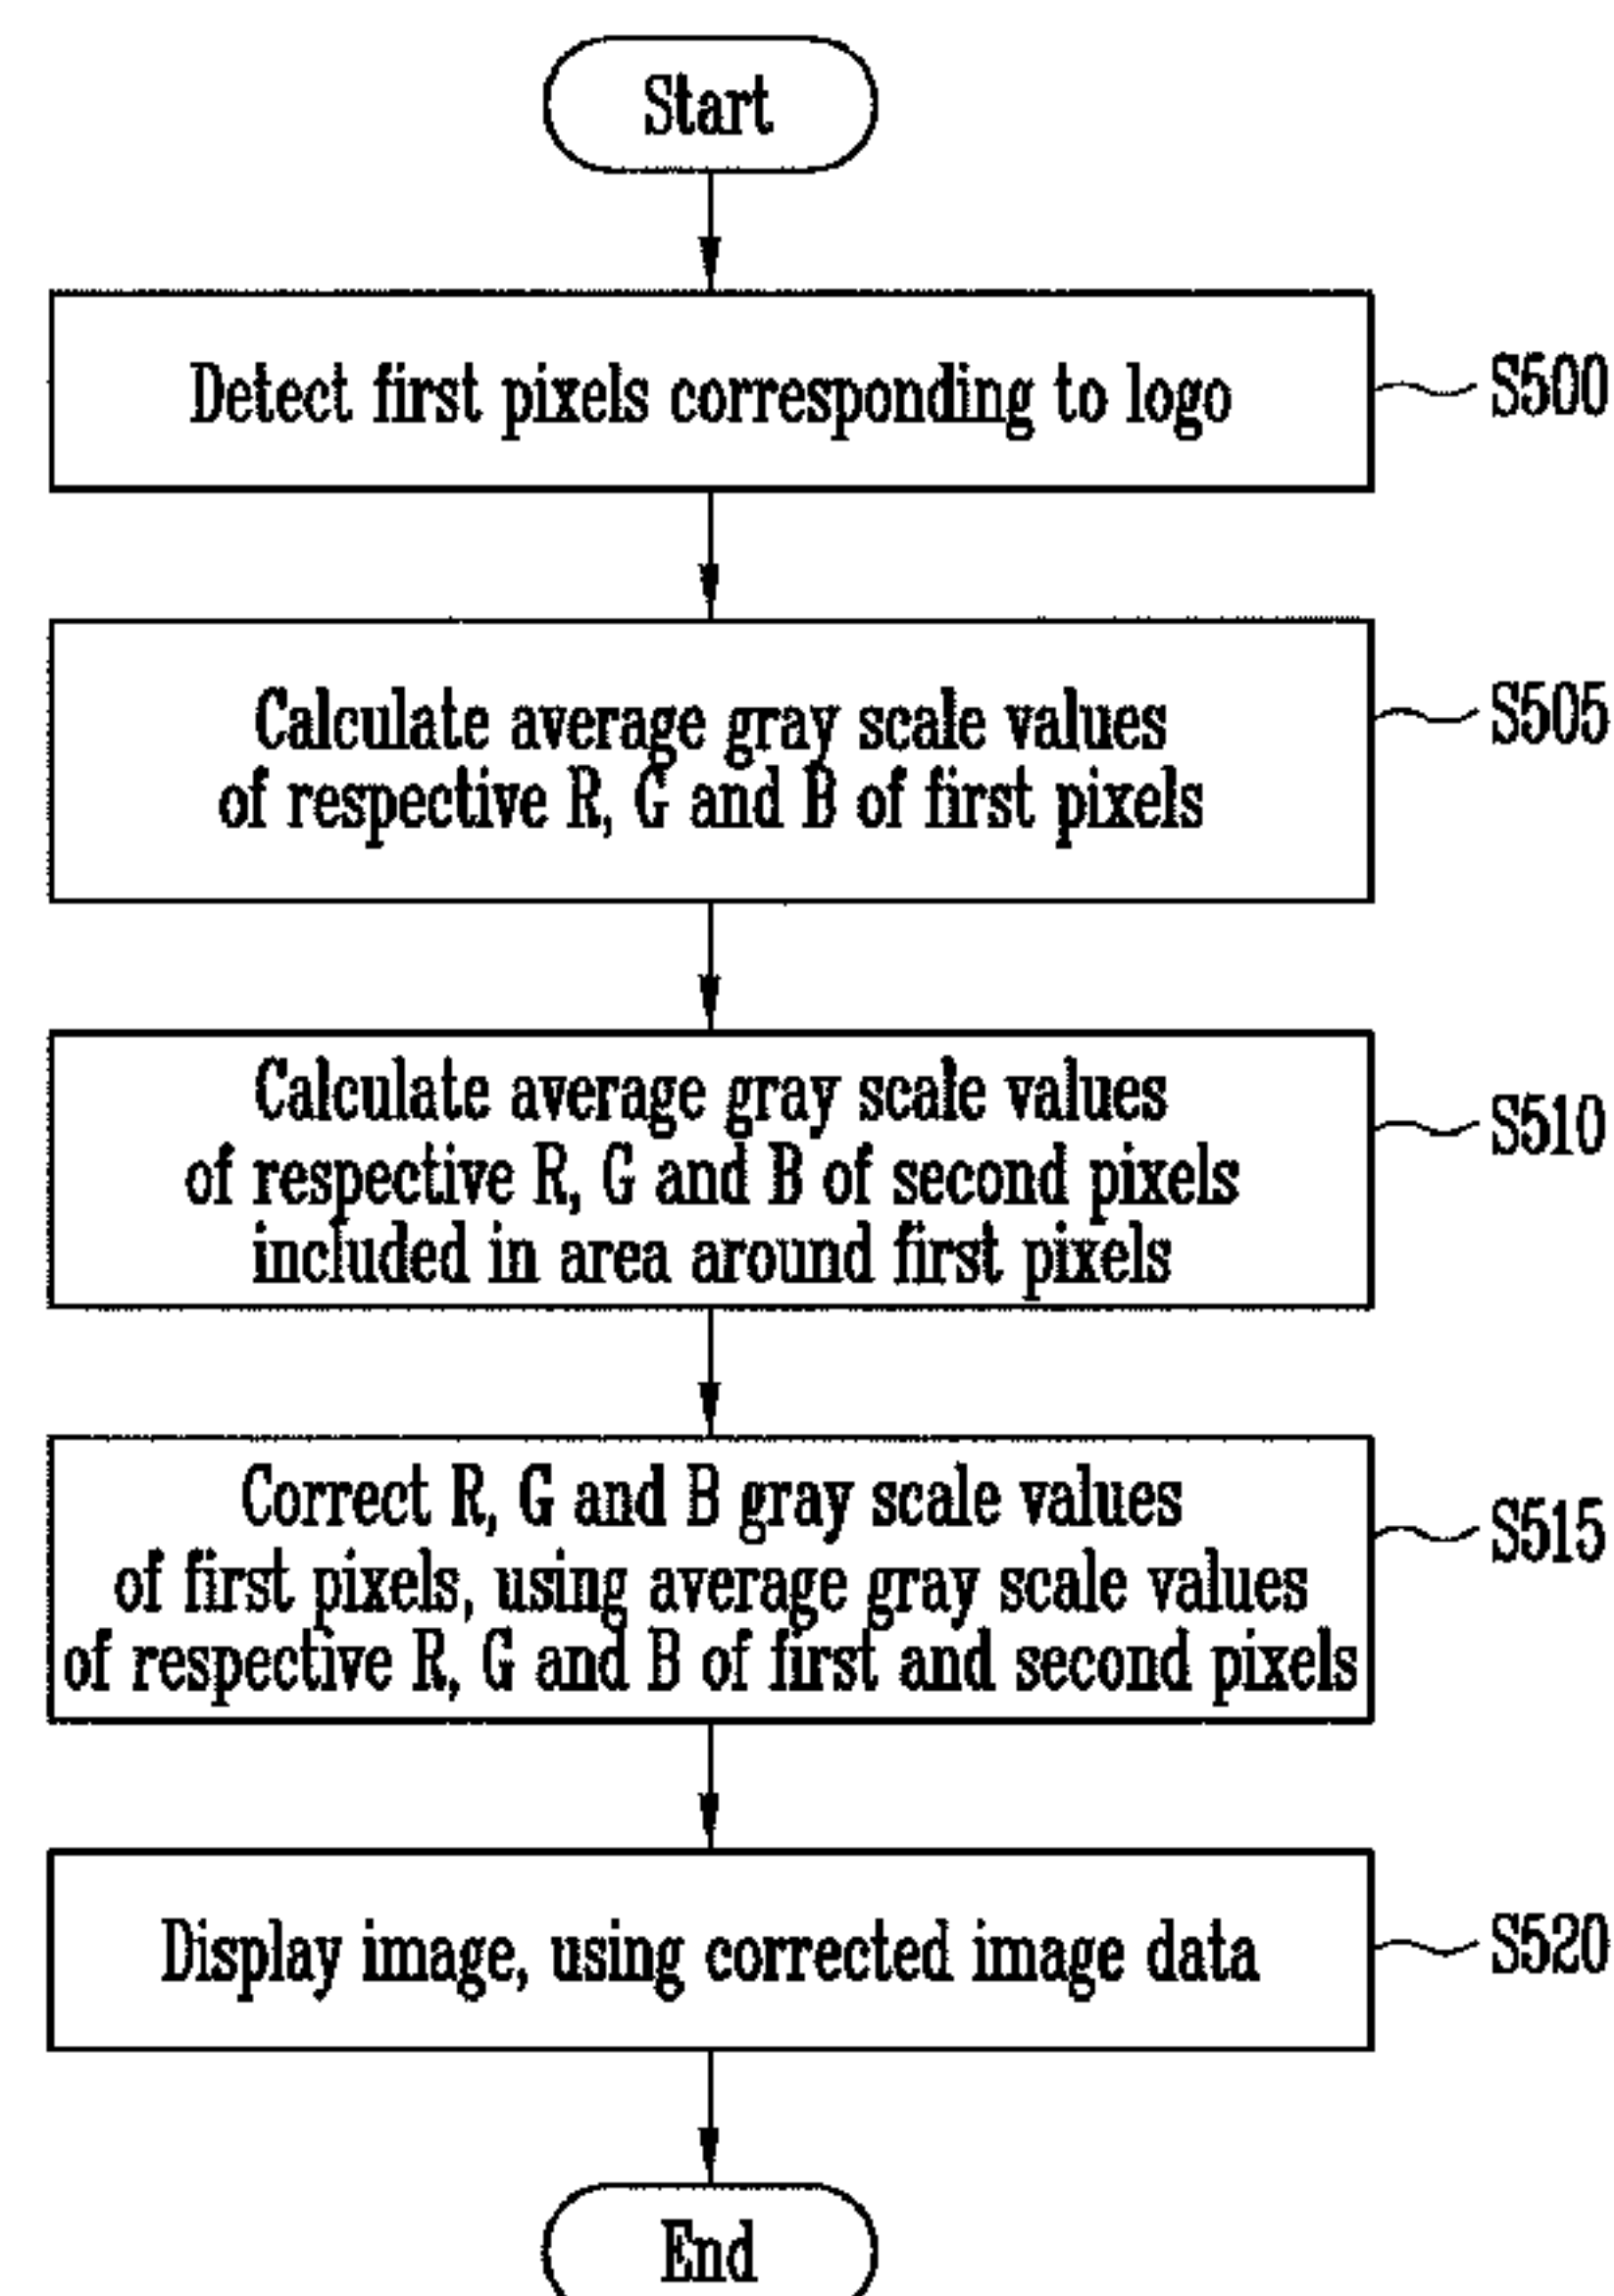 Start
Detect first pixels corresponding to logo
S500
Calculate average gray scale values
of respective R, G and B of first pixels
S505
Calculate average gray scale values
of respective R, G and B of second pixels
included in area around first pixels
S510
Correct R, G and B gray scale values
of first pixels, using average gray scale values
of respective R, G and B of first and second pixels
S515
Display image, using corrected image data
S520
End